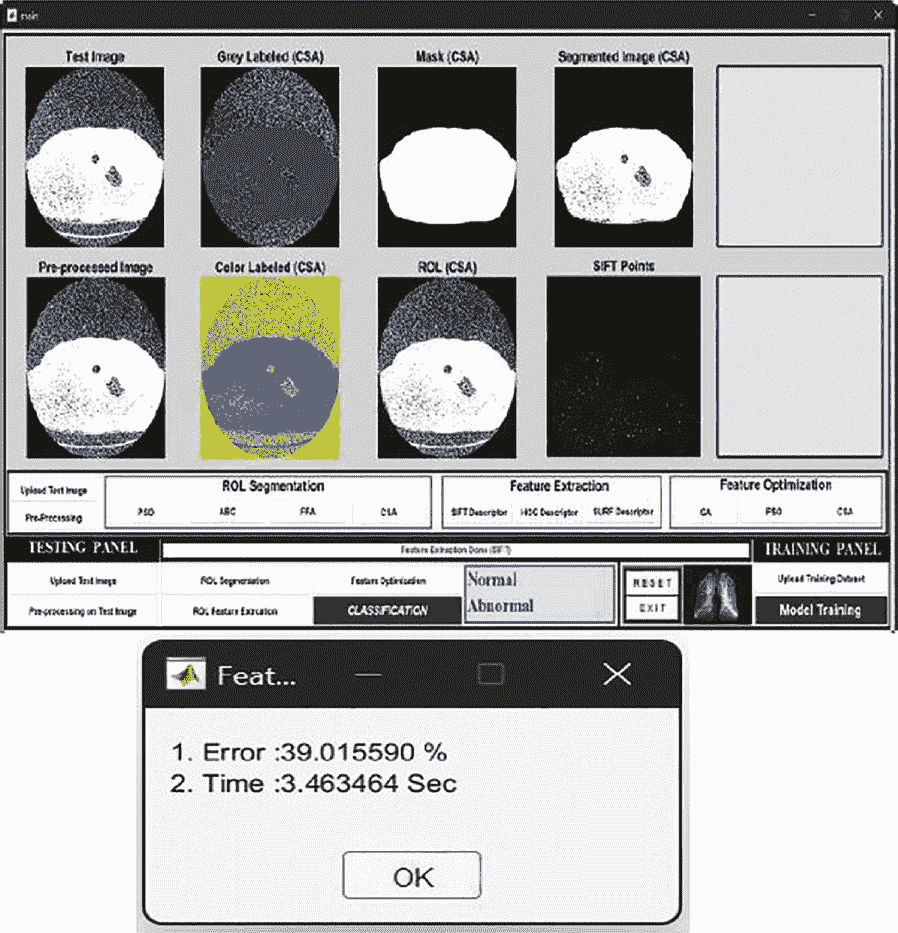 main
Test Image
Grey Labeled (CSA)
Mask (CSA)
Segmented Image (CSA)
Pre-processed Image
Color Labeled (CSA)
ROL (CSA)
SIFT Points
Upload Test Image
Pre-Processing
ROL Segmentation
PSO ABC FFA CSA
Feature Extraction
SIFT Descriptor HOG Descriptor SURF Descriptor
Feature Optimization
GA PSO CSA
TESTING PANEL
Feature Extraction Done (SIFT)
TRAINING PANEL
Upload Test Image
ROL Segmentation
Feature Optimization
Normal
Abnormal
RESET
EXIT
Upload Training Dataset
Pre-processing on Test Image
ROL Feature Extraction
CLASSIFICATION
Model Training
Feat...
1. Error :39.015590 %
2. Time :3.463464 Sec
OK